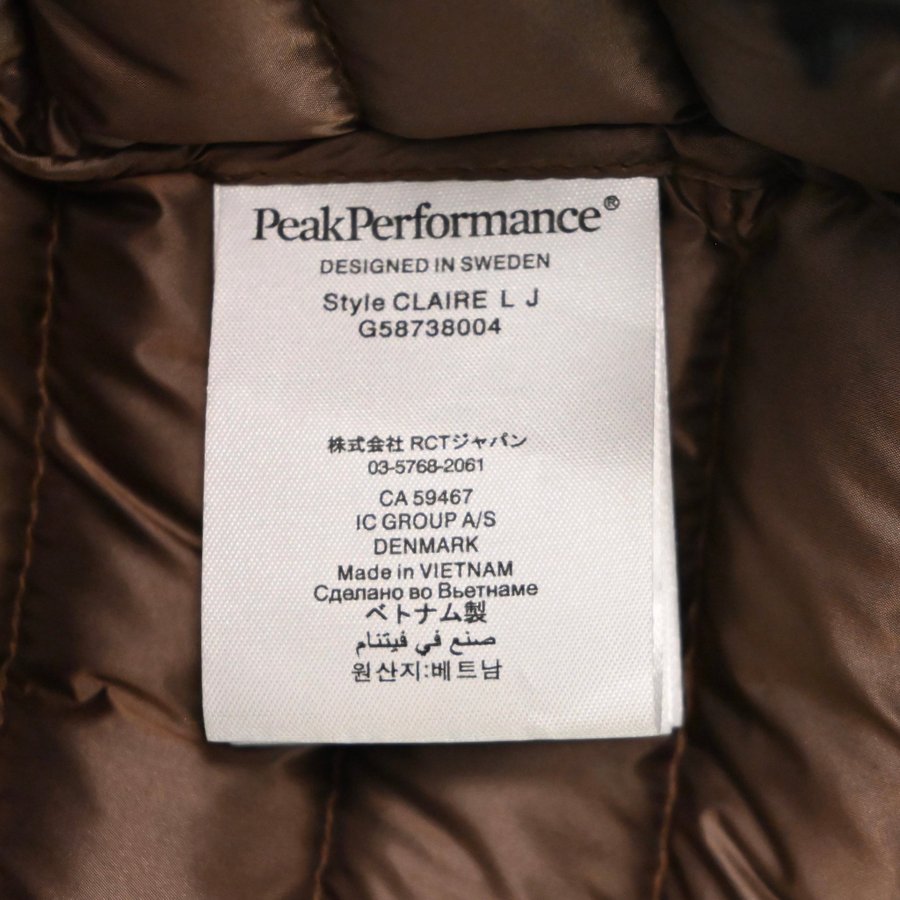 PeakPerformance®
DESIGNED IN SWEDEN
Style CLAIRE L J
G58738004
株式会社 RCTジャパン
03-5768-2061
CA 59467
IC GROUP A/S
DENMARK
Made in VIETNAM
Сделано во Вьетнаме
ベトナム製
صنع في فيتنام
원산지:베트남